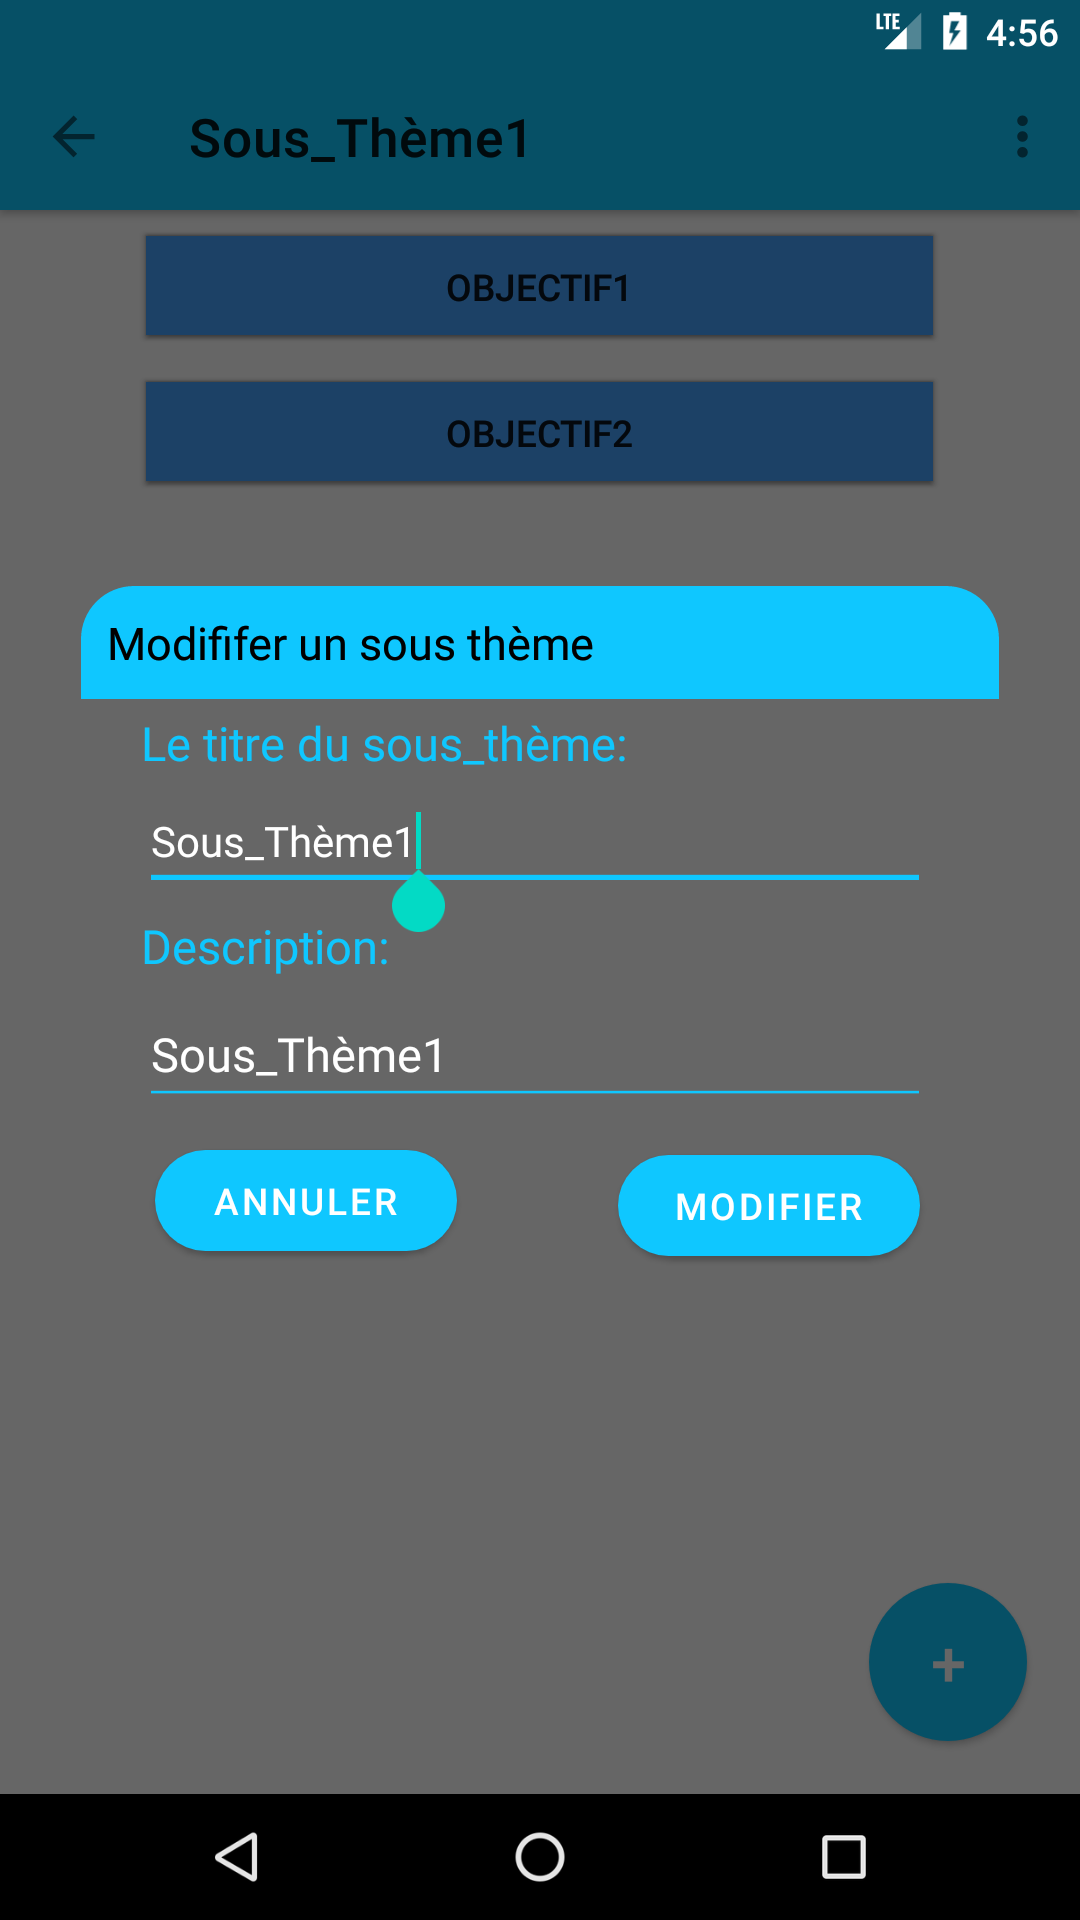 LTE 4:56
Sous_Thème1
OBJECTIF1
OBJECTIF2
Modififer un sous thème
Le titre du sous_thème:
Sous_Thème1
Description:
Sous_Thème1
ANNULER MODIFIER
+